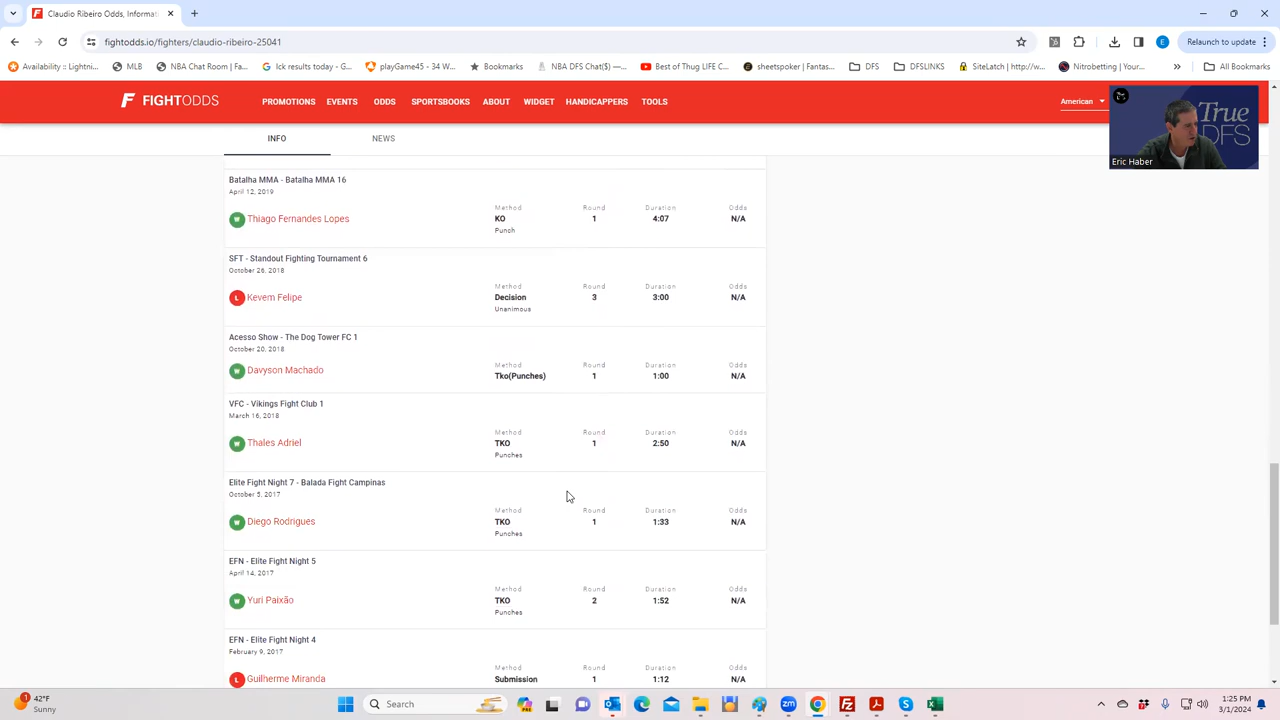 Claudio Ribeiro Odds, Informati
fightodds.io/fighters/claudio-ribeiro-25041
Relaunch to update
Availability :: Lightni...
MLB
NBA Chat Room | Fa...
Ick results today - G...
playGame45 - 34 W...
Bookmarks
NBA DFS Chat($) —...
Best of Thug LIFE C...
sheetspoker | Fantas...
DFS
DFSLINKS
SiteLatch | http://w...
Nitrobetting | Your...
All Bookmarks
FIGHTODDS
PROMOTIONS
EVENTS
ODDS
SPORTSBOOKS
ABOUT
WIDGET
HANDICAPPERS
TOOLS
American
True
DFS
Eric Haber
INFO
NEWS
Batalha MMA - Batalha MMA 16
April 12, 2019
Method Round Duration Odds
W Thiago Fernandes Lopes KO 1 4:07 N/A
Punch
SFT - Standout Fighting Tournament 6
October 26, 2018
Method Round Duration Odds
L Kevem Felipe Decision 3 3:00 N/A
Unanimous
Acesso Show - The Dog Tower FC 1
October 20, 2018
Method Round Duration Odds
W Davyson Machado Tko(Punches) 1 1:00 N/A
VFC - Vikings Fight Club 1
March 16, 2018
Method Round Duration Odds
W Thales Adriel TKO 1 2:50 N/A
Punches
Elite Fight Night 7 - Balada Fight Campinas
October 5, 2017
Method Round Duration Odds
W Diego Rodrigues TKO 1 1:33 N/A
Punches
EFN - Elite Fight Night 5
April 14, 2017
Method Round Duration Odds
W Yuri Paixão TKO 2 1:52 N/A
Punches
EFN - Elite Fight Night 4
February 9, 2017
Method Round Duration Odds
L Guilherme Miranda Submission 1 1:12 N/A
42°F
Sunny
Search
1:25 PM
3/1/2024